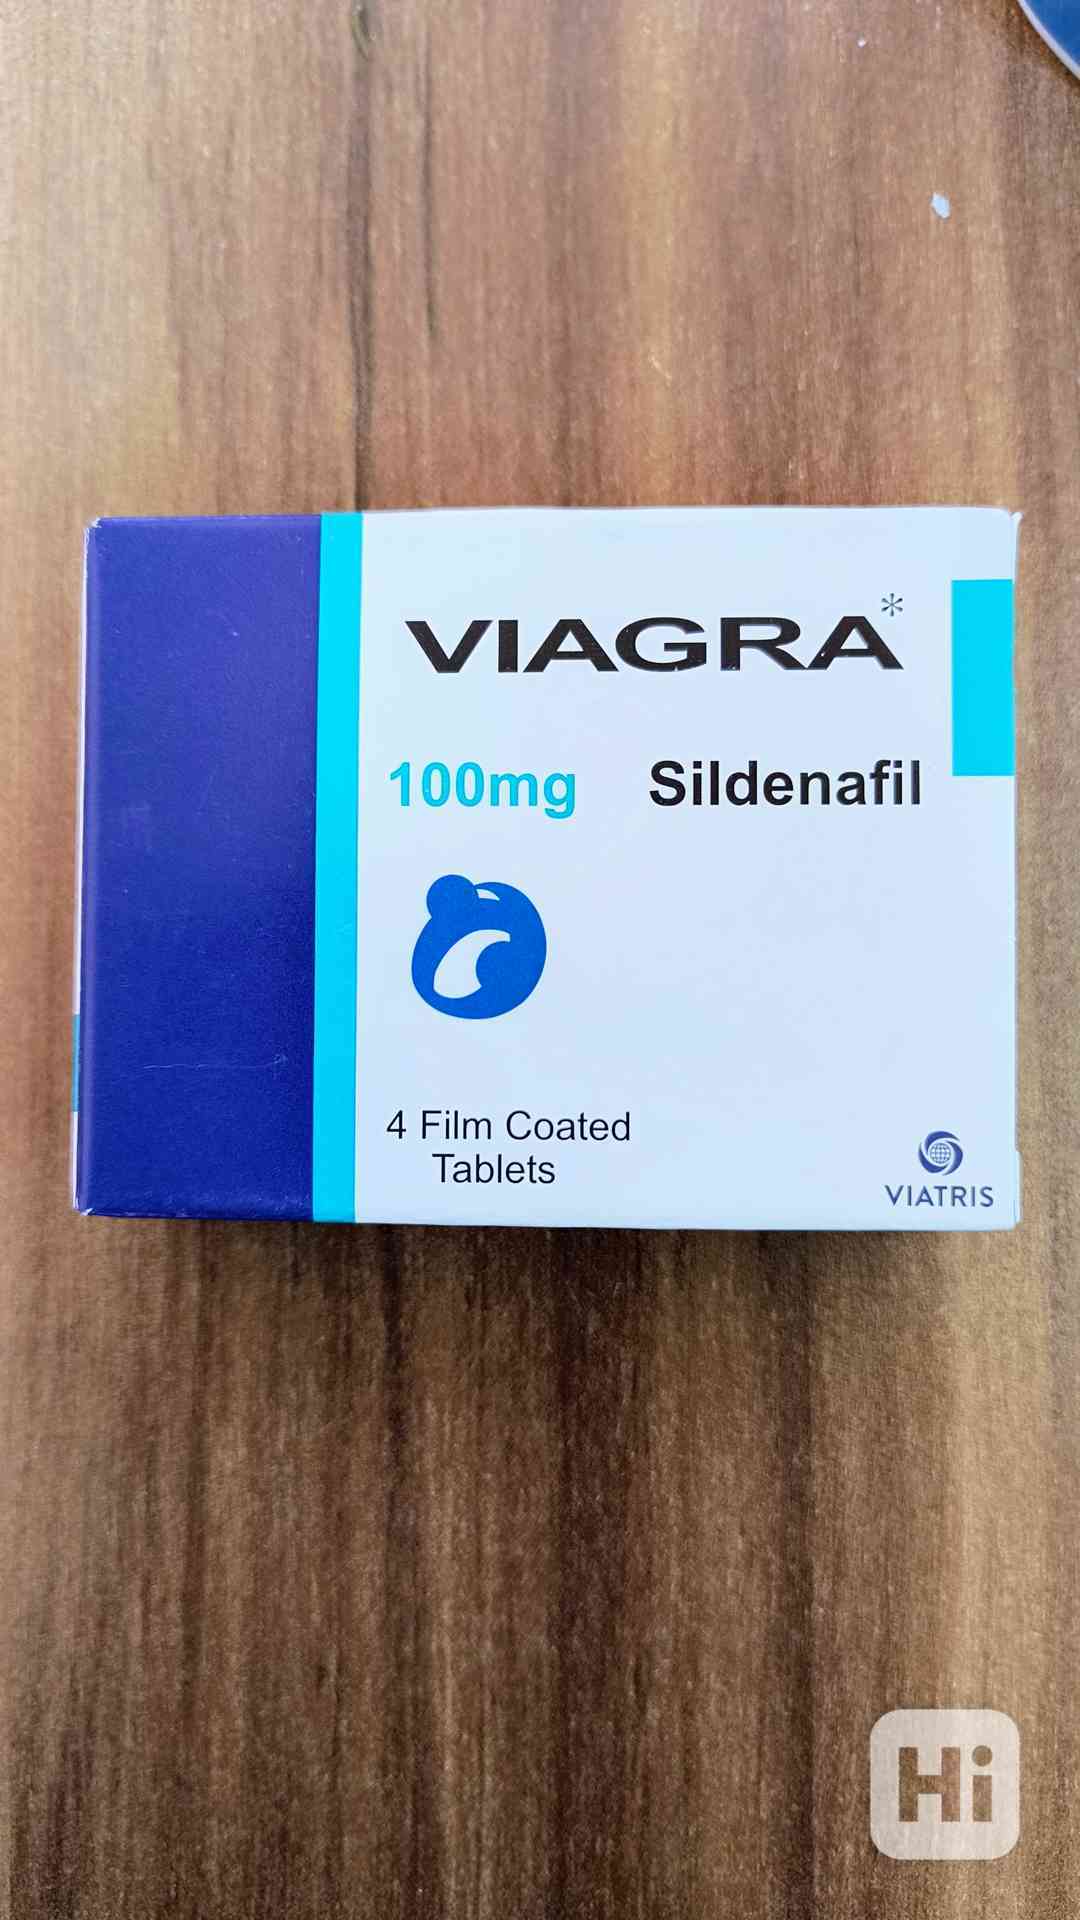 VIAGRA*
100mg Sildenafil
4 Film Coated
Tablets
VIATRIS
Hi